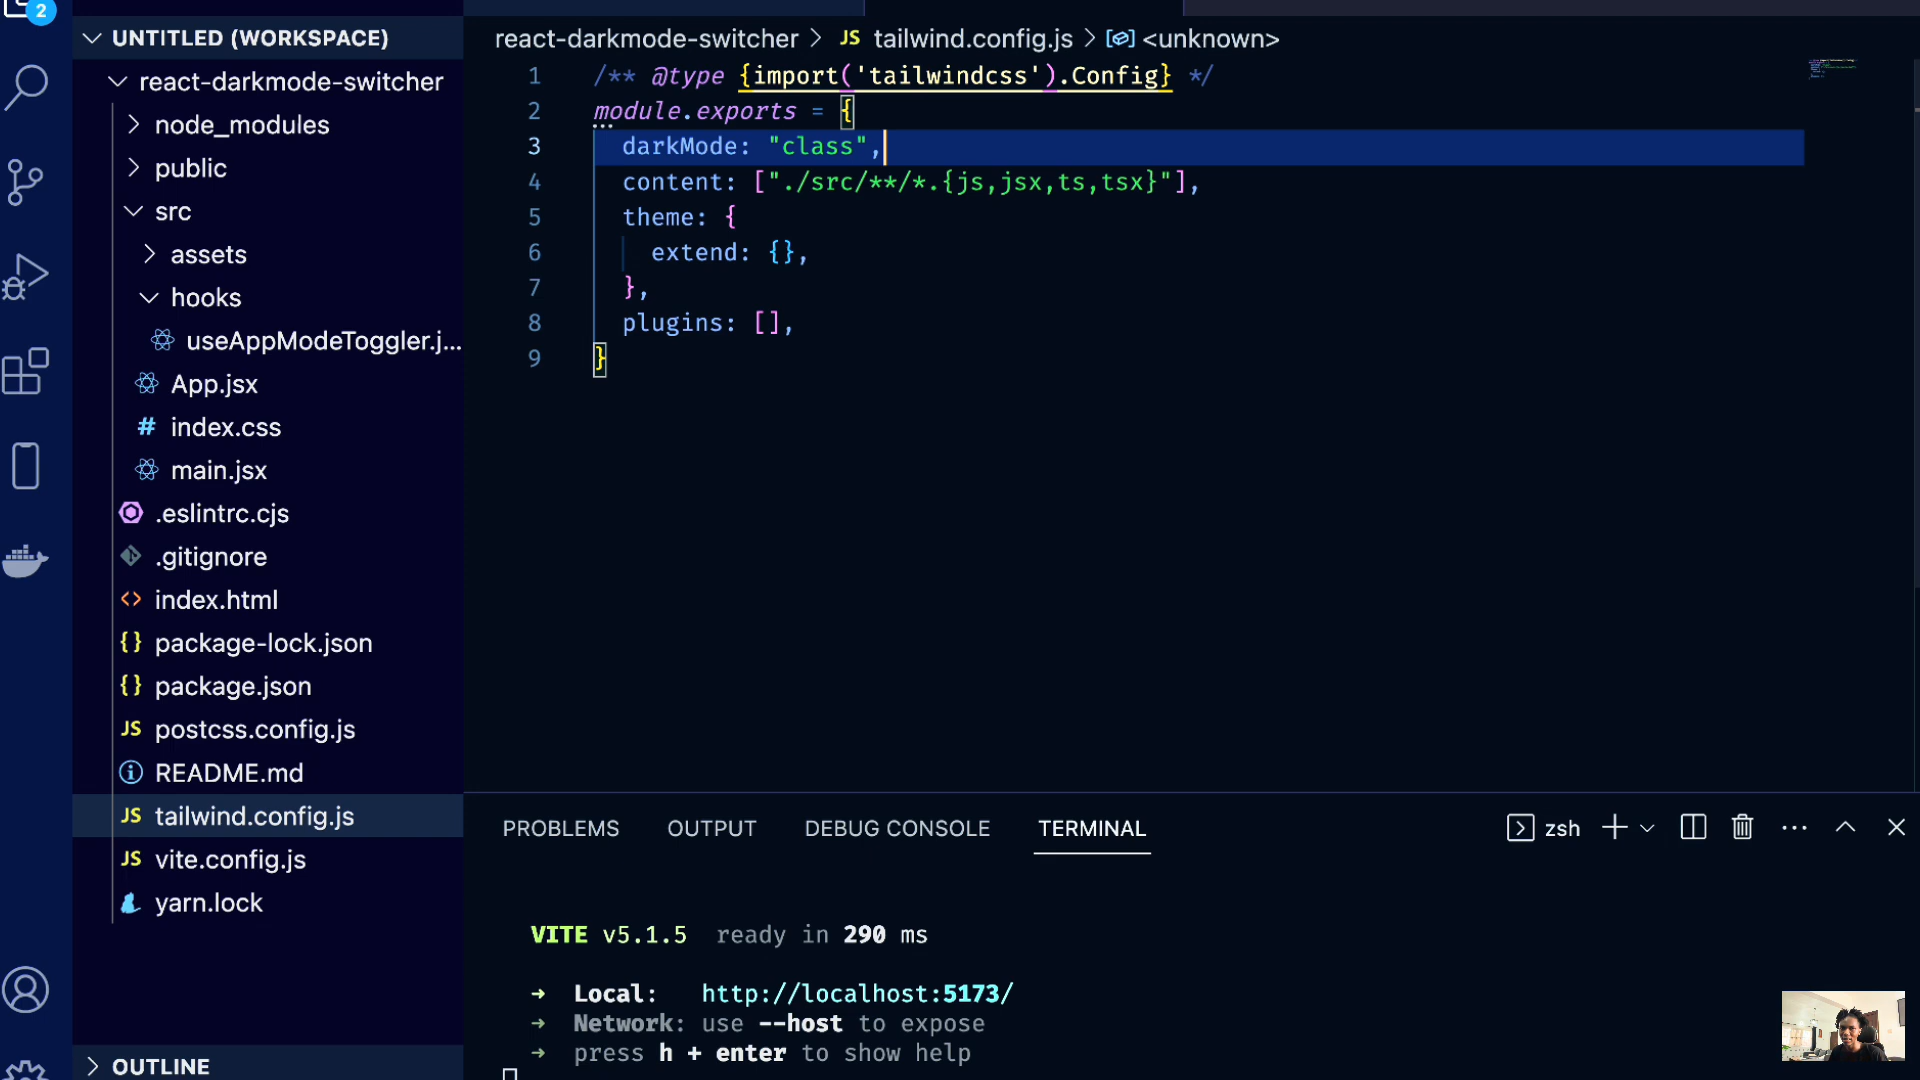 2
UNTITLED (WORKSPACE)
react-darkmode-switcher
node_modules
public
src
assets
hooks
useAppModeToggler.j...
App.jsx
# index.css
main.jsx
.eslintrc.cjs
.gitignore
<> index.html
{} package-lock.json
{} package.json
JS postcss.config.js
README.md
JS tailwind.config.js
JS vite.config.js
yarn.lock
OUTLINE
react-darkmode-switcher > JS tailwind.config.js > <unknown>
1 /** @type {import('tailwindcss').Config} */
2 module.exports = {
3 darkMode: "class",
4 content: ["./src/**/*.{js,jsx,ts,tsx}"],
5 theme: {
6 extend: {},
7 },
8 plugins: [],
9 }
PROBLEMS OUTPUT DEBUG CONSOLE TERMINAL zsh
VITE v5.1.5 ready in 290 ms
➜ Local: http://localhost:5173/
➜ Network: use --host to expose
➜ press h + enter to show help